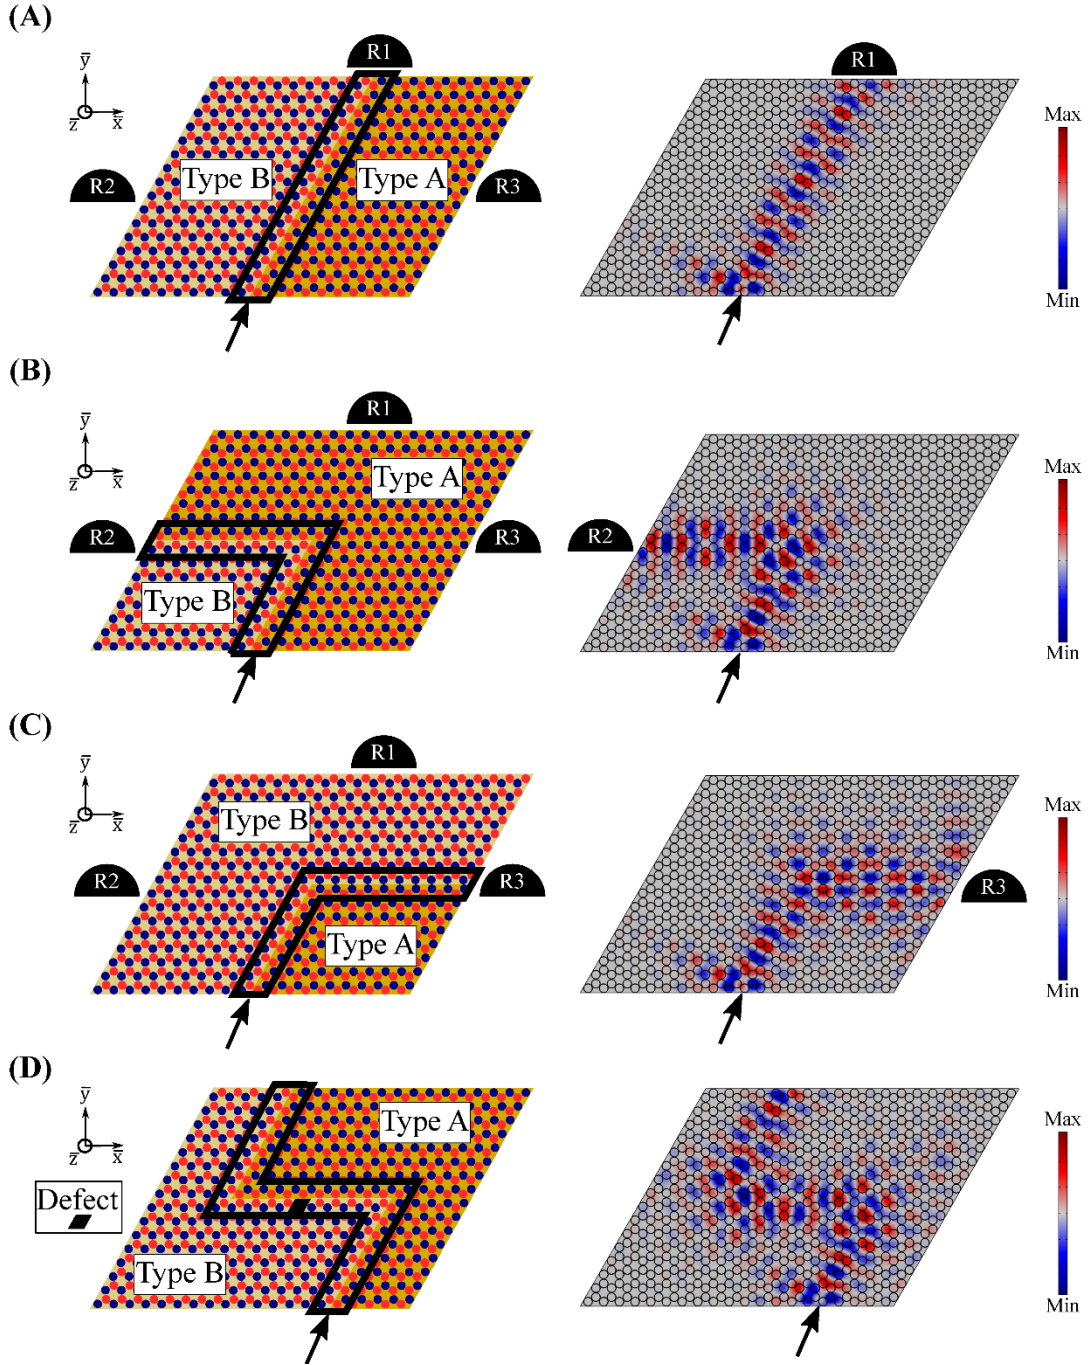 (A)
ȳ
z̄
x̄
R1
R2
Type B
Type A
R3
R1
Max
Min
(B)
ȳ
z̄
x̄
R1
Type A
R2
R3
Type B
R2
Max
Min
(C)
ȳ
z̄
x̄
R1
Type B
R2
R3
Type A
R3
Max
Min
(D)
ȳ
z̄
x̄
Type A
Defect
Type B
Max
Min